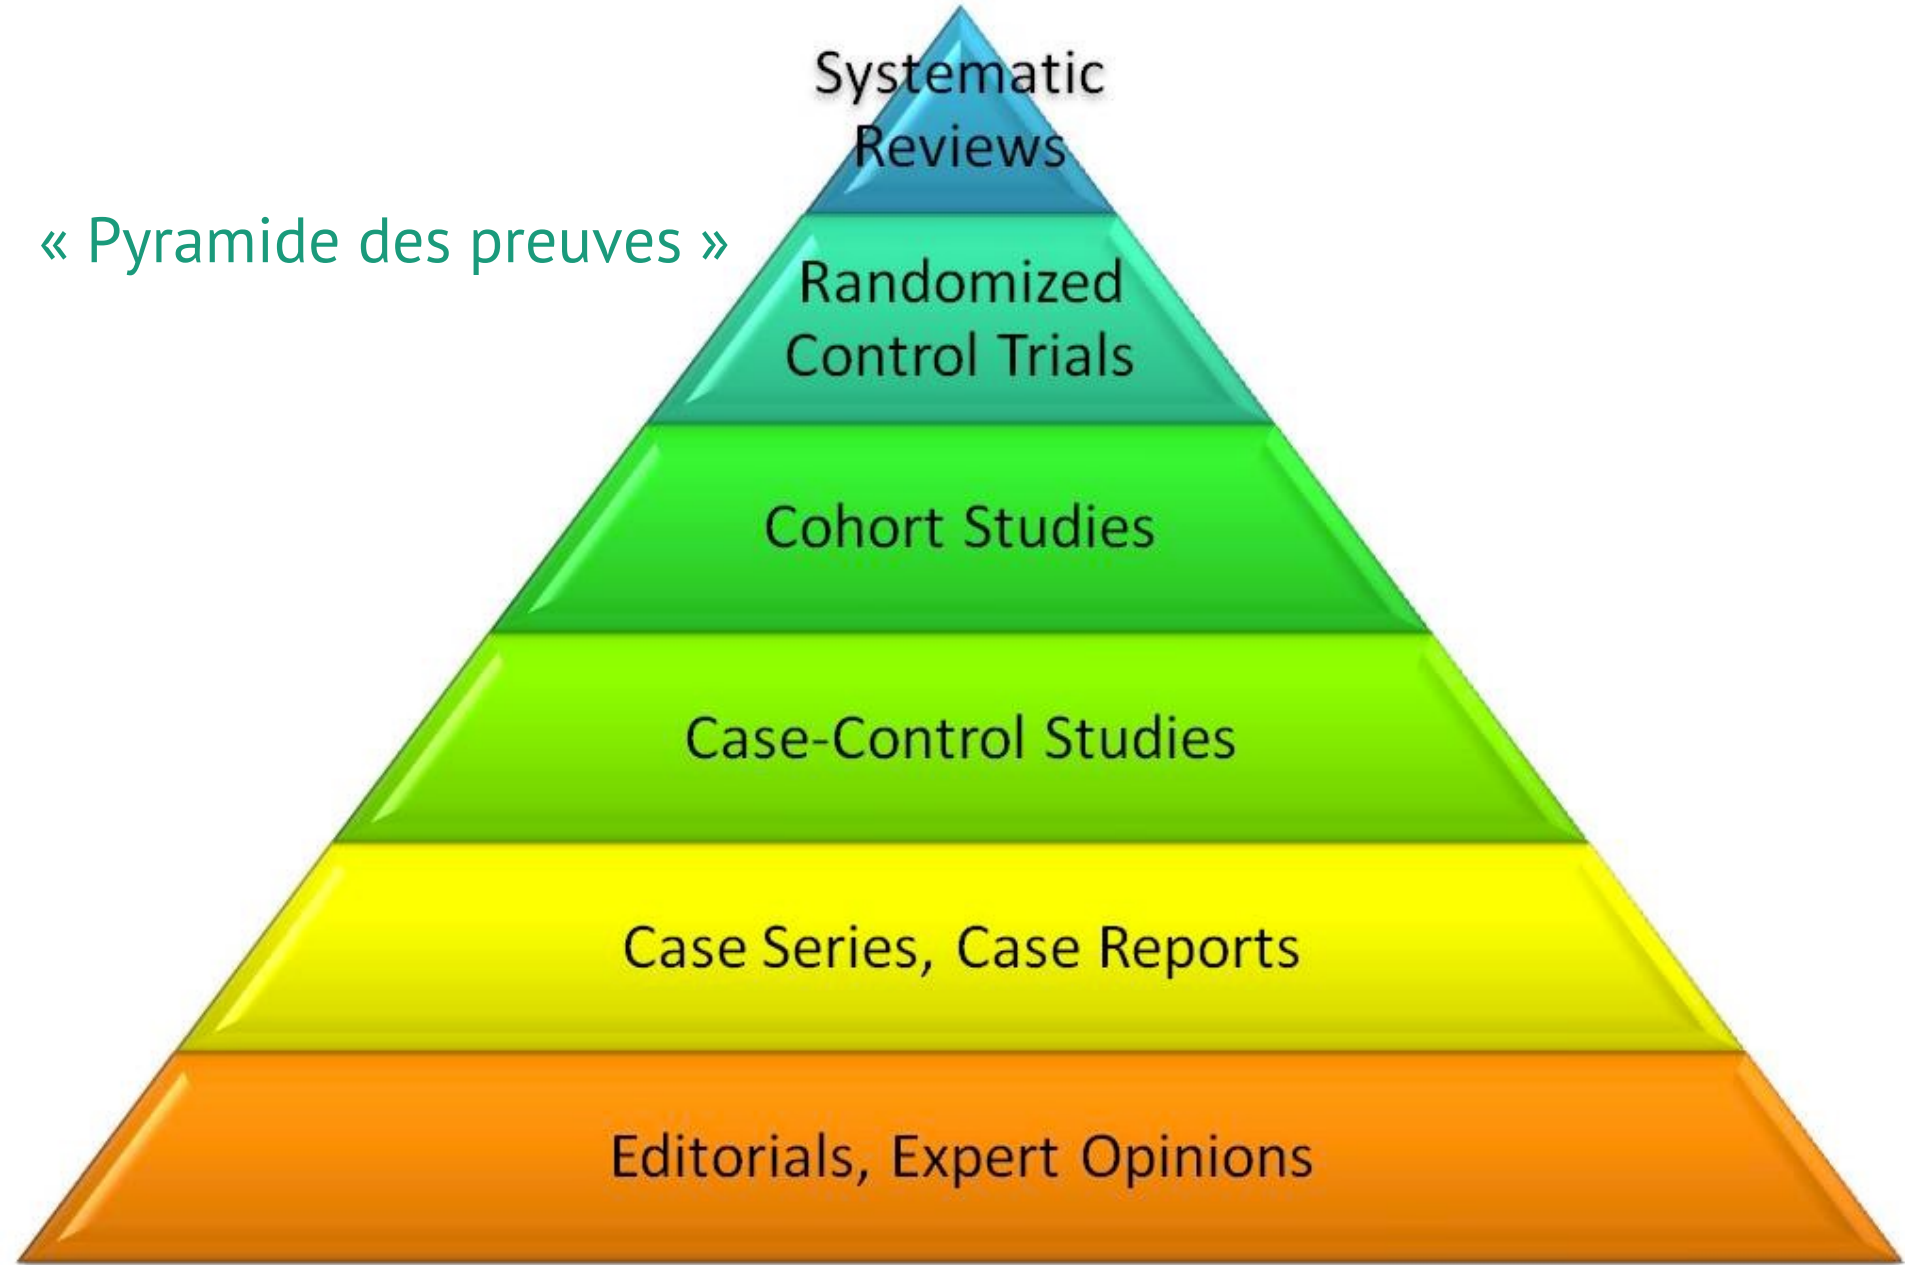 Systematic
Reviews
« Pyramide des preuves »
Randomized
Control Trials
Cohort Studies
Case-Control Studies
Case Series, Case Reports
Editorials, Expert Opinions